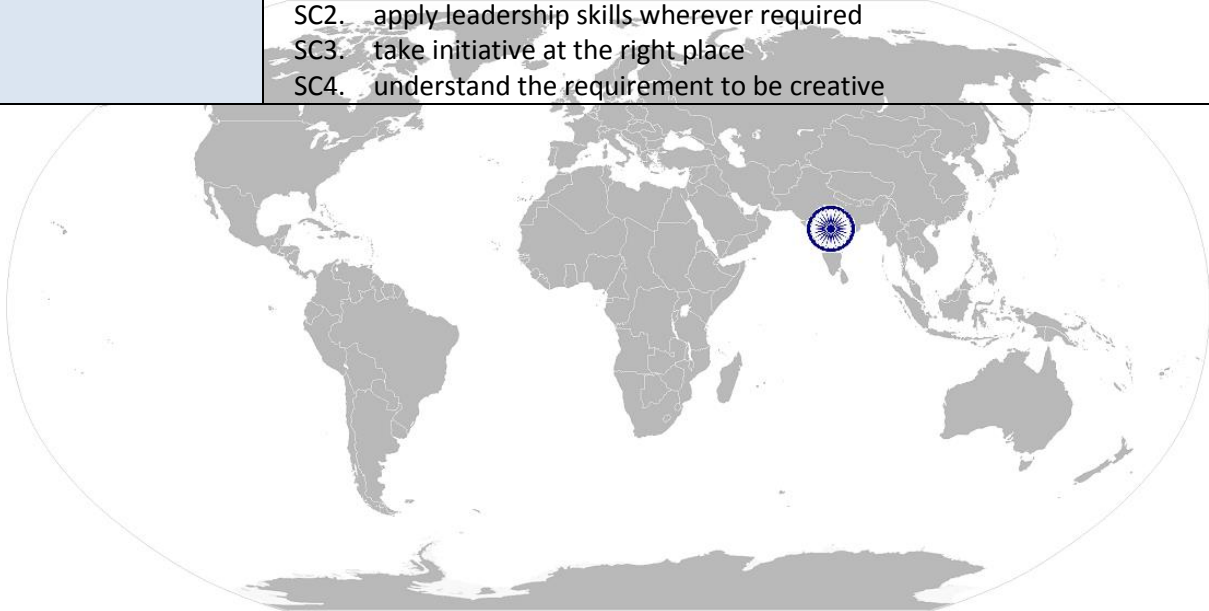 SC2. apply leadership skills wherever required
SC3. take initiative at the right place
SC4. understand the requirement to be creative